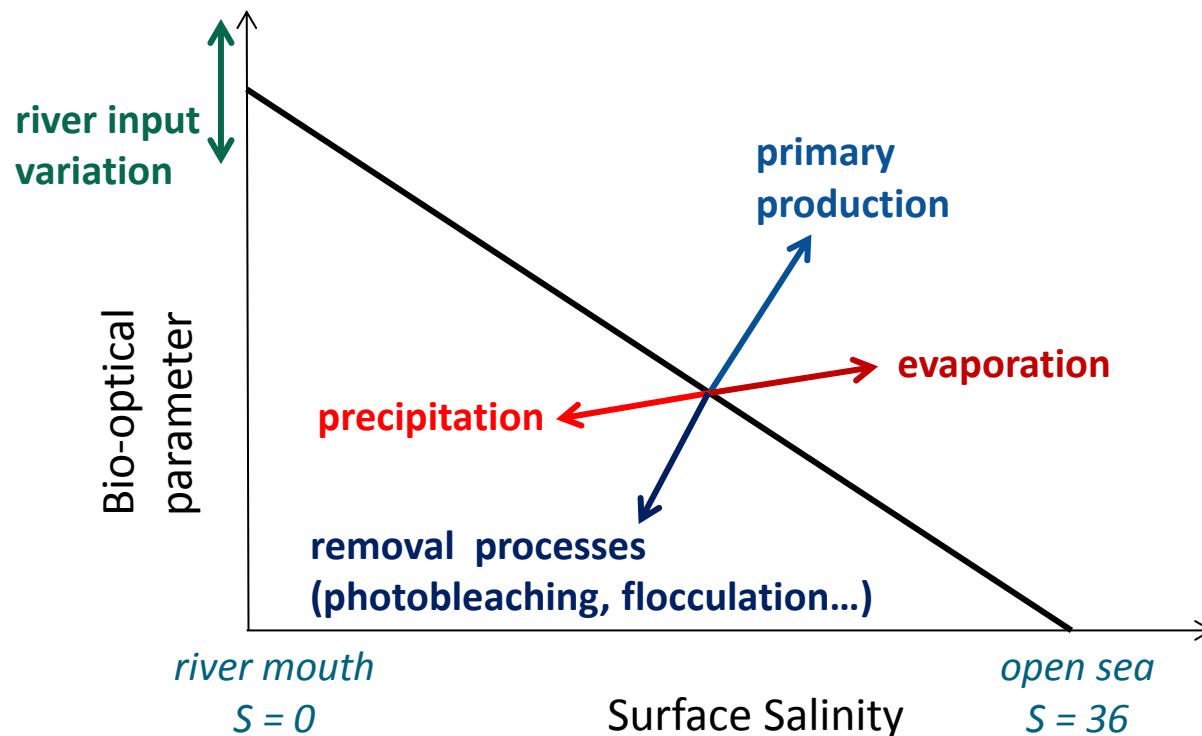 river input
variation
primary
production
Bio-optical
parameter
evaporation
precipitation
removal processes
(photobleaching, flocculation…)
river mouth
S = 0
Surface Salinity
open sea
S = 36